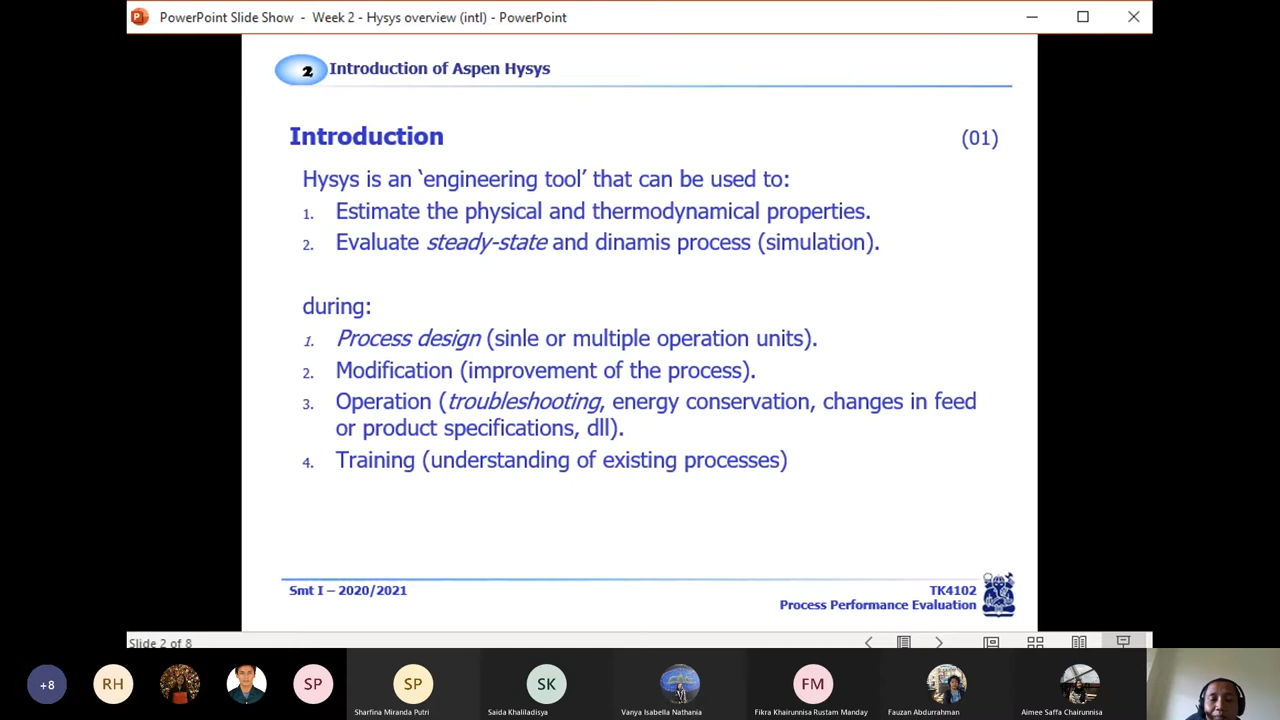 PowerPoint Slide Show - Week 2 - Hysys overview (intl) - PowerPoint
2 Introduction of Aspen Hysys
Introduction (01)
Hysys is an ‘engineering tool’ that can be used to:
1. Estimate the physical and thermodynamical properties.
2. Evaluate steady-state and dinamis process (simulation).
during:
1. Process design (sinle or multiple operation units).
2. Modification (improvement of the process).
3. Operation (troubleshooting, energy conservation, changes in feed
or product specifications, dll).
4. Training (understanding of existing processes)
Smt I – 2020/2021
TK4102
Process Performance Evaluation
Slide 2 of 8
+8
RH
SP
SP
SK
FM
Sharfina Miranda Putri
Saida Khaliladisya
Vanya Isabella Nathania
Fikra Khairunnisa Rustam Manday
Fauzan Abdurrahman
Aimee Saffa Chairunnisa